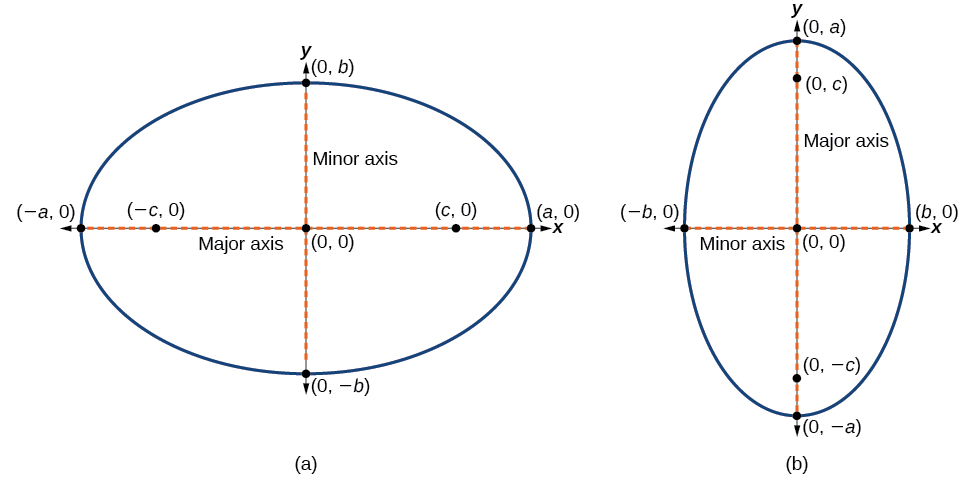 y
(0, b)
Minor axis
(−a, 0)
(−c, 0)
(c, 0)
(a, 0)
x
Major axis
(0, 0)
(0, −b)
(a)
y
(0, a)
(0, c)
Major axis
(−b, 0)
(b, 0)
x
Minor axis
(0, 0)
(0, −c)
(0, −a)
(b)